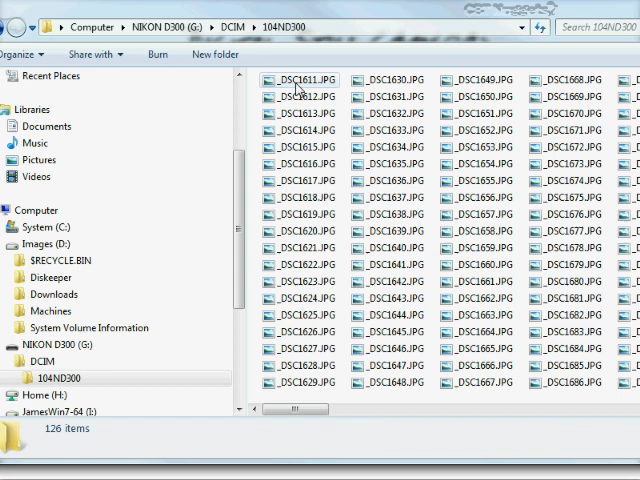 Computer ▸ NIKON D300 (G:) ▸ DCIM ▸ 104ND300
Search 104ND300
Organize Share with Burn New folder
Recent Places
Libraries
Documents
Music
Pictures
Videos
Computer
System (C:)
Images (D:)
$RECYCLE.BIN
Diskeeper
Downloads
Machines
System Volume Information
NIKON D300 (G:)
DCIM
104ND300
Home (H:)
JamesWin7-64 (I:)
_DSC1611.JPG _DSC1630.JPG _DSC1649.JPG _DSC1668.JPG
_DSC1612.JPG _DSC1631.JPG _DSC1650.JPG _DSC1669.JPG
_DSC1613.JPG _DSC1632.JPG _DSC1651.JPG _DSC1670.JPG
_DSC1614.JPG _DSC1633.JPG _DSC1652.JPG _DSC1671.JPG
_DSC1615.JPG _DSC1634.JPG _DSC1653.JPG _DSC1672.JPG
_DSC1616.JPG _DSC1635.JPG _DSC1654.JPG _DSC1673.JPG
_DSC1617.JPG _DSC1636.JPG _DSC1655.JPG _DSC1674.JPG
_DSC1618.JPG _DSC1637.JPG _DSC1656.JPG _DSC1675.JPG
_DSC1619.JPG _DSC1638.JPG _DSC1657.JPG _DSC1676.JPG
_DSC1620.JPG _DSC1639.JPG _DSC1658.JPG _DSC1677.JPG
_DSC1621.JPG _DSC1640.JPG _DSC1659.JPG _DSC1678.JPG
_DSC1622.JPG _DSC1641.JPG _DSC1660.JPG _DSC1679.JPG
_DSC1623.JPG _DSC1642.JPG _DSC1661.JPG _DSC1680.JPG
_DSC1624.JPG _DSC1643.JPG _DSC1662.JPG _DSC1681.JPG
_DSC1625.JPG _DSC1644.JPG _DSC1663.JPG _DSC1682.JPG
_DSC1626.JPG _DSC1645.JPG _DSC1664.JPG _DSC1683.JPG
_DSC1627.JPG _DSC1646.JPG _DSC1665.JPG _DSC1684.JPG
_DSC1628.JPG _DSC1647.JPG _DSC1666.JPG _DSC1685.JPG
_DSC1629.JPG _DSC1648.JPG _DSC1667.JPG _DSC1686.JPG
126 items